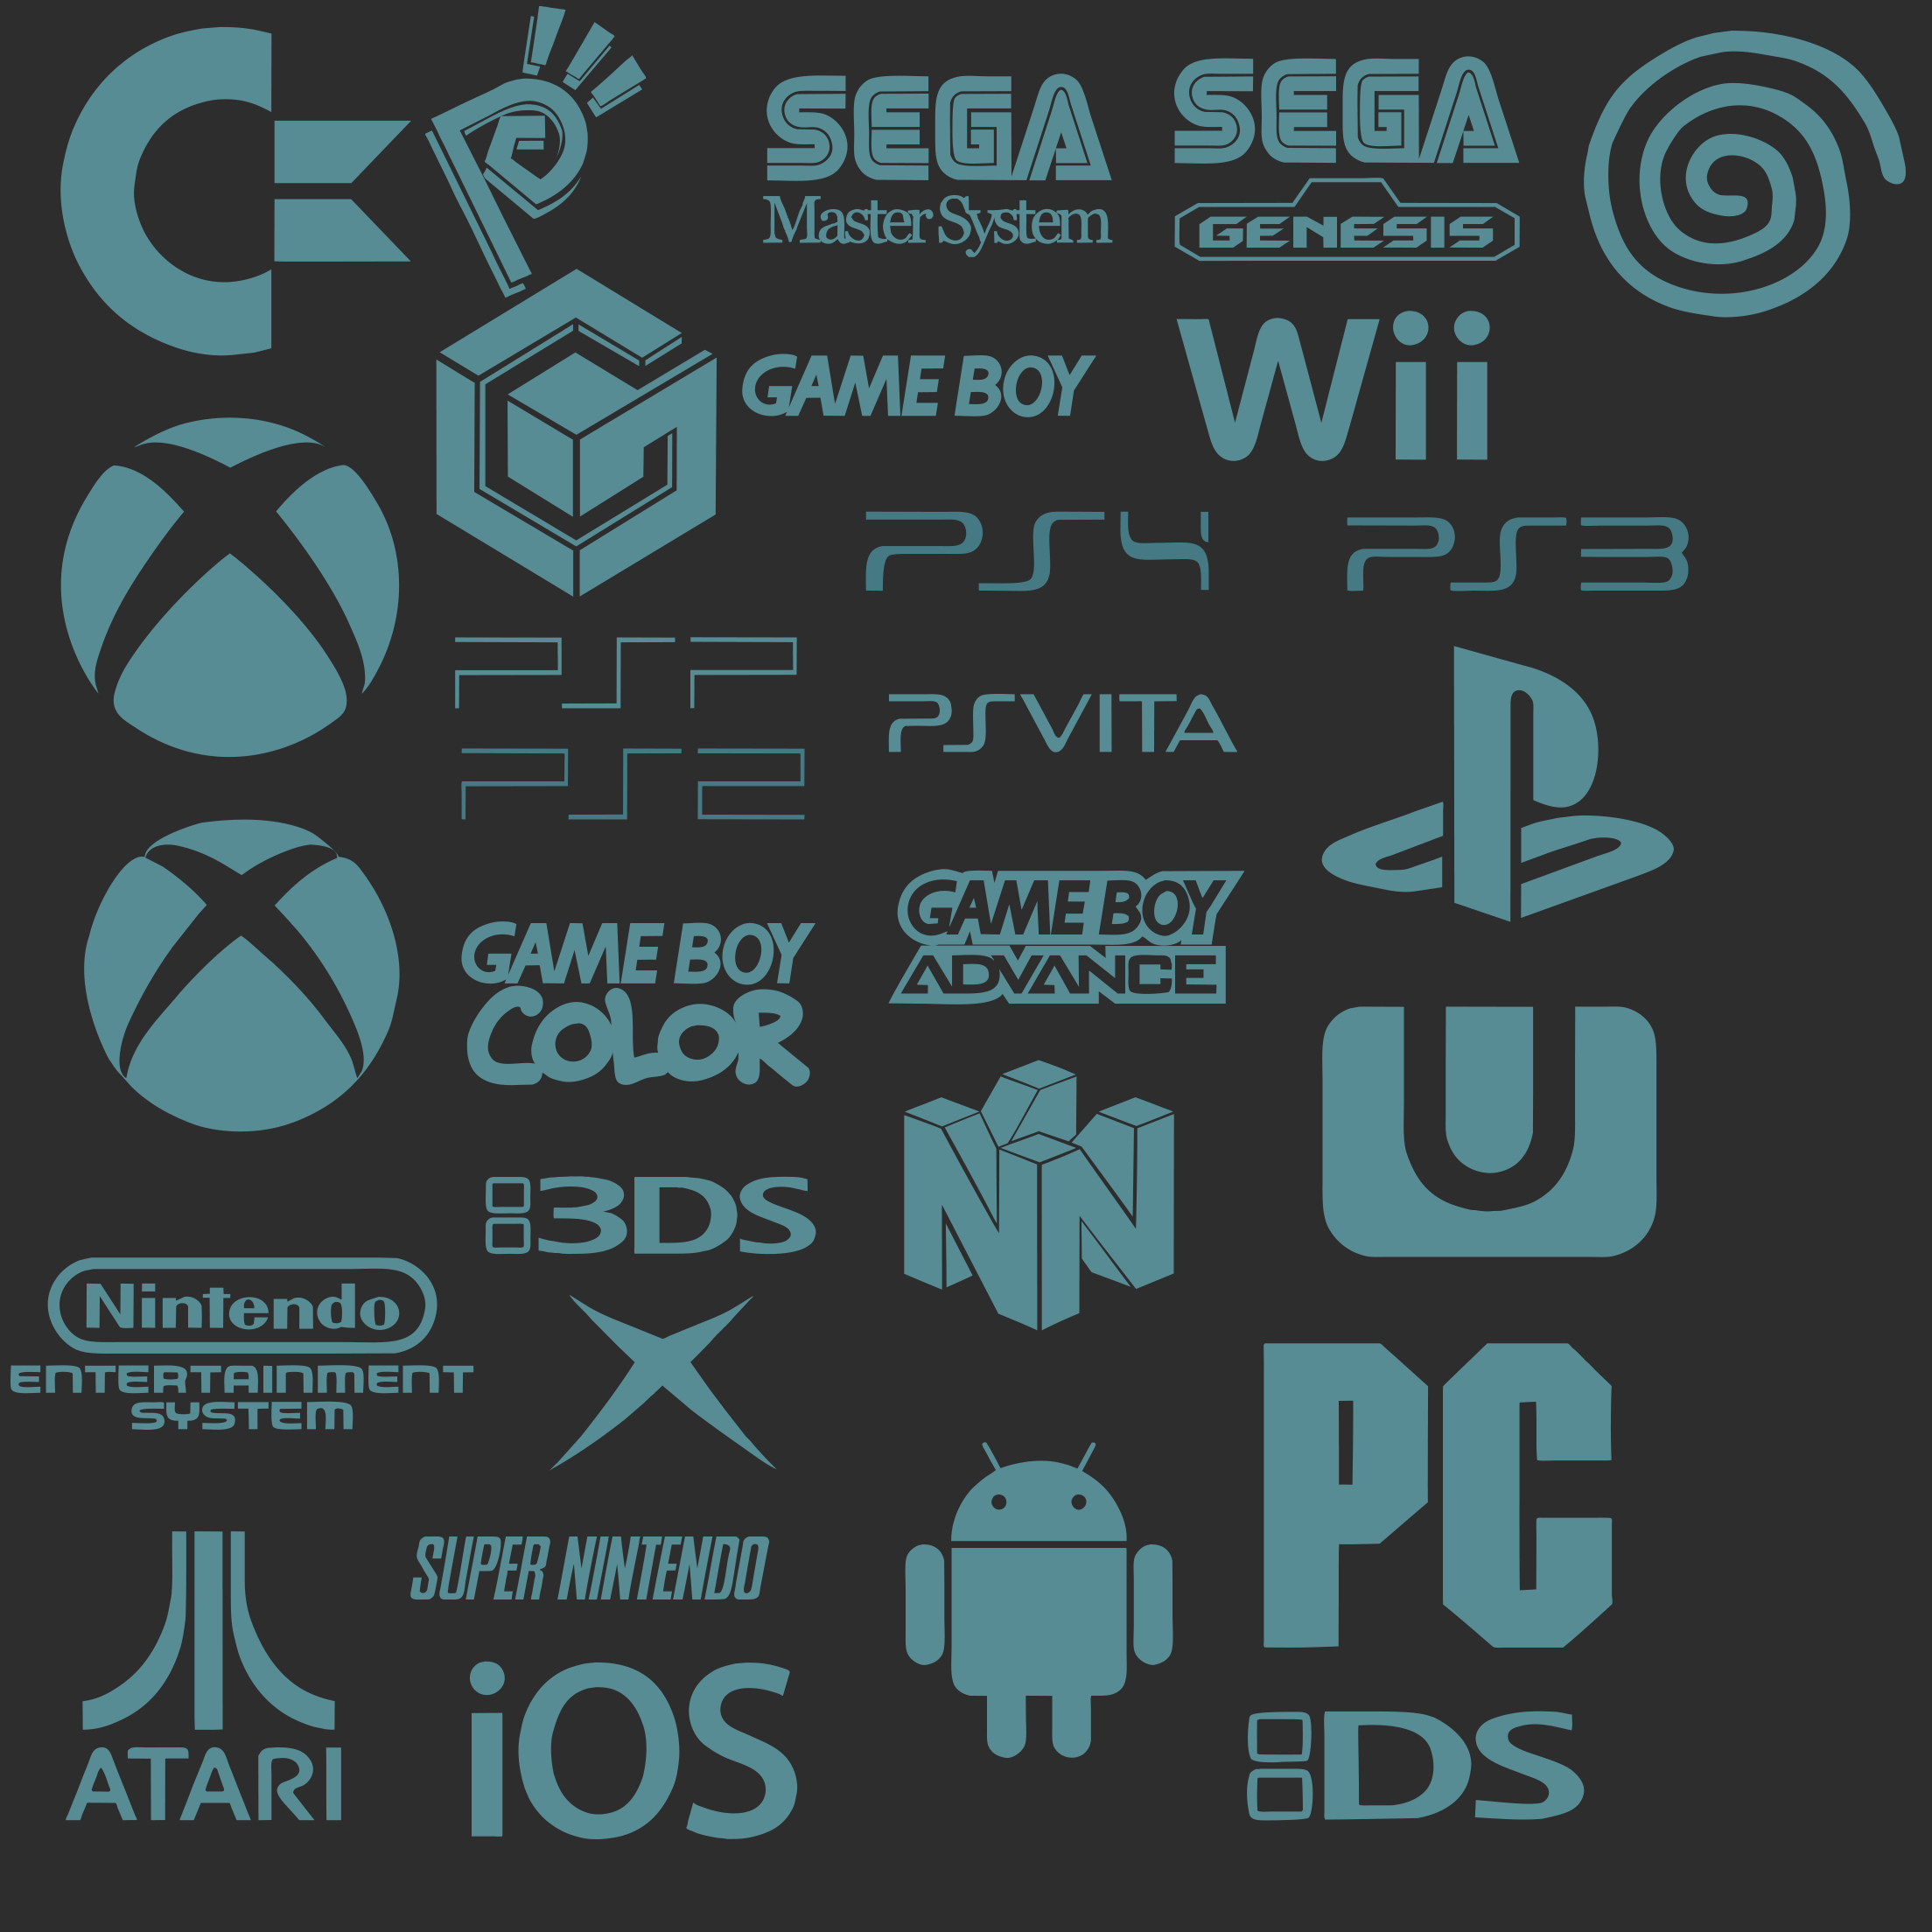 SEGA
Master System
SEGA
GENESIS
GAME BOY
Wii
PS4
PS3
PS2
PSVITA
PS2
GAME BOY
COLOR
GAME BOY
ADVANCE
3DS
Nintendo
ENTERTAINMENT
SYSTEM
U
PC
SUPER NINTENDO
iOS
ATARI
DS